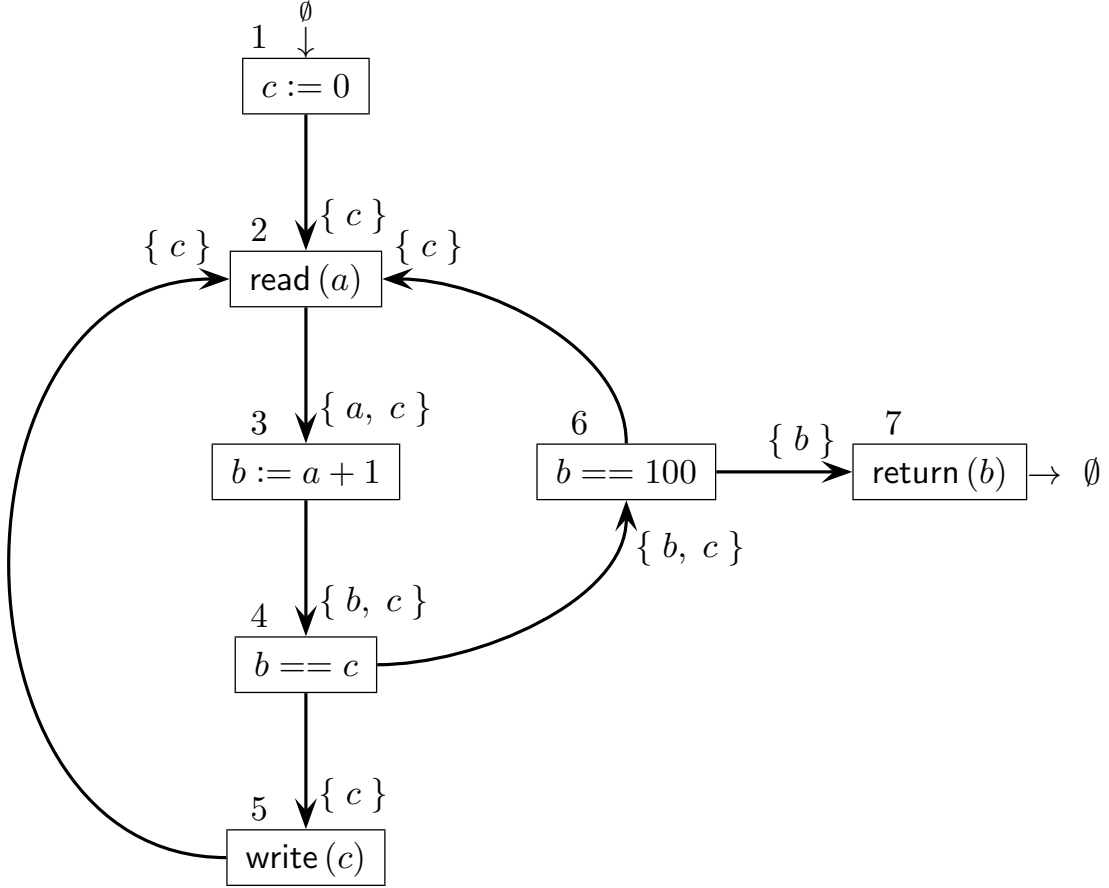 ∅
1 ↓
c := 0
{ c }
2
{ c } { c }
read (a)
{ a, c }
3
b := a + 1
6
b == 100
{ b }
7
return (b) → ∅
{ b, c }
{ b, c }
4
b == c
{ c }
5
write (c)